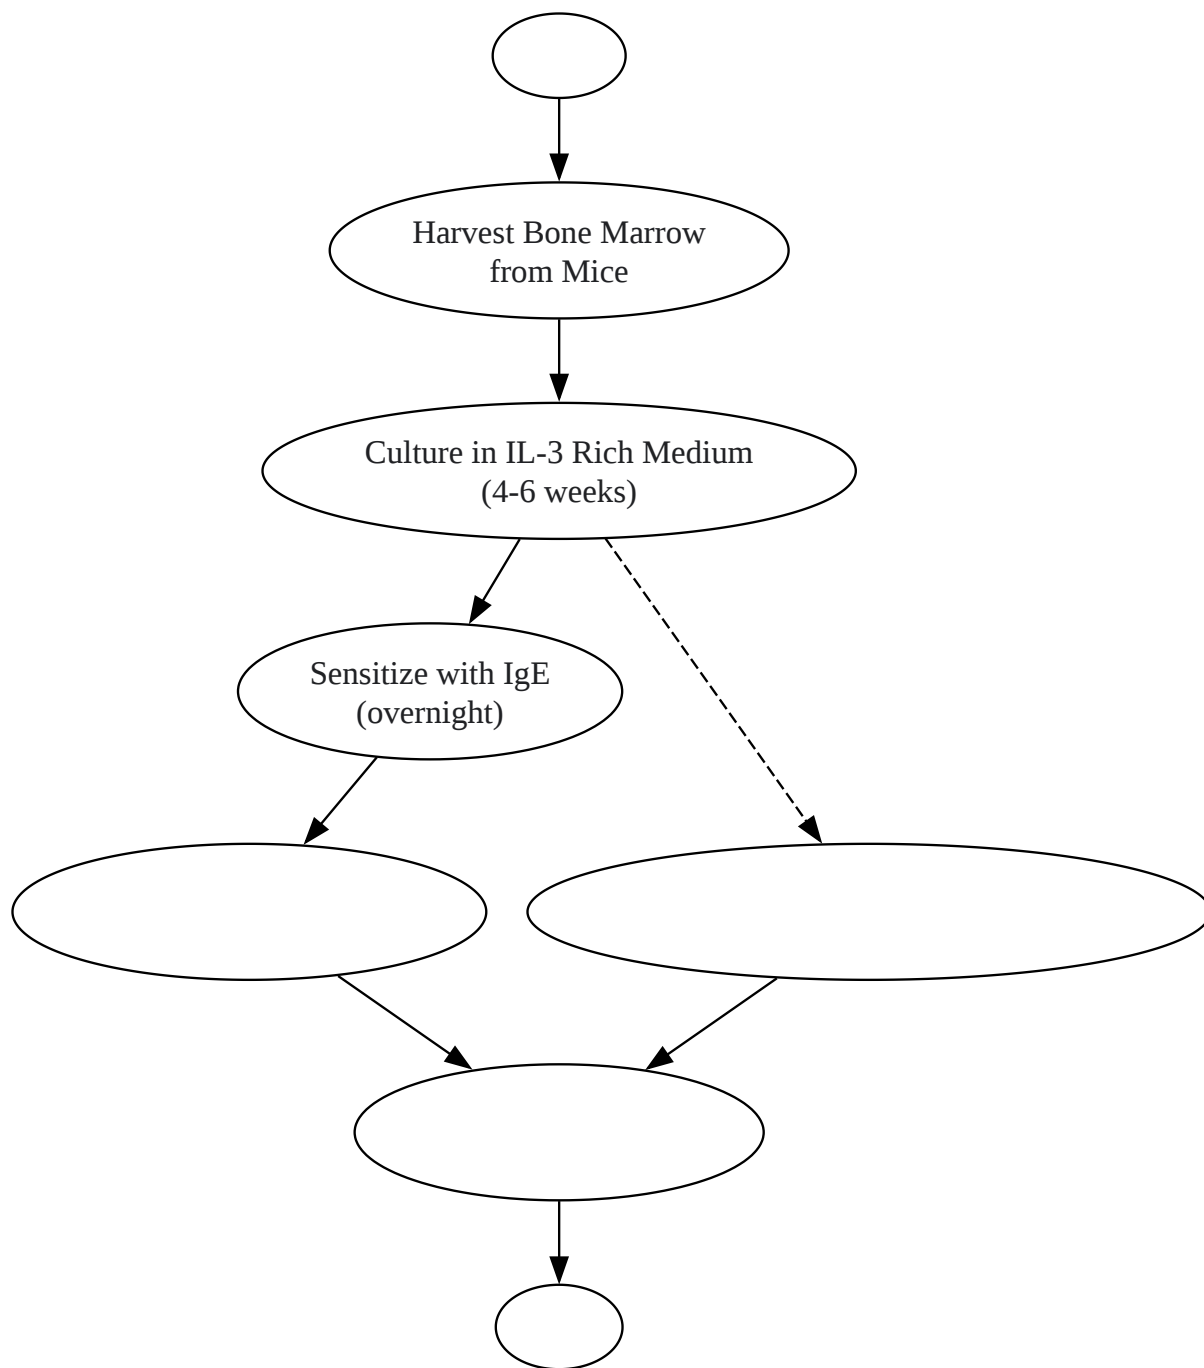 Harvest Bone Marrow
from Mice
Culture in IL-3 Rich Medium
(4-6 weeks)
Sensitize with IgE
(overnight)